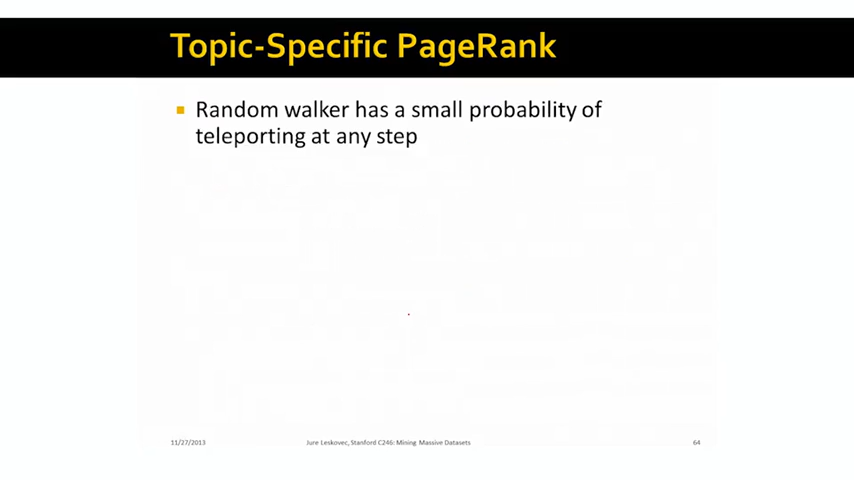 Topic-Specific PageRank
Random walker has a small probability of
teleporting at any step
11/27/2013 Jure Leskovec, Stanford C246: Mining Massive Datasets 64